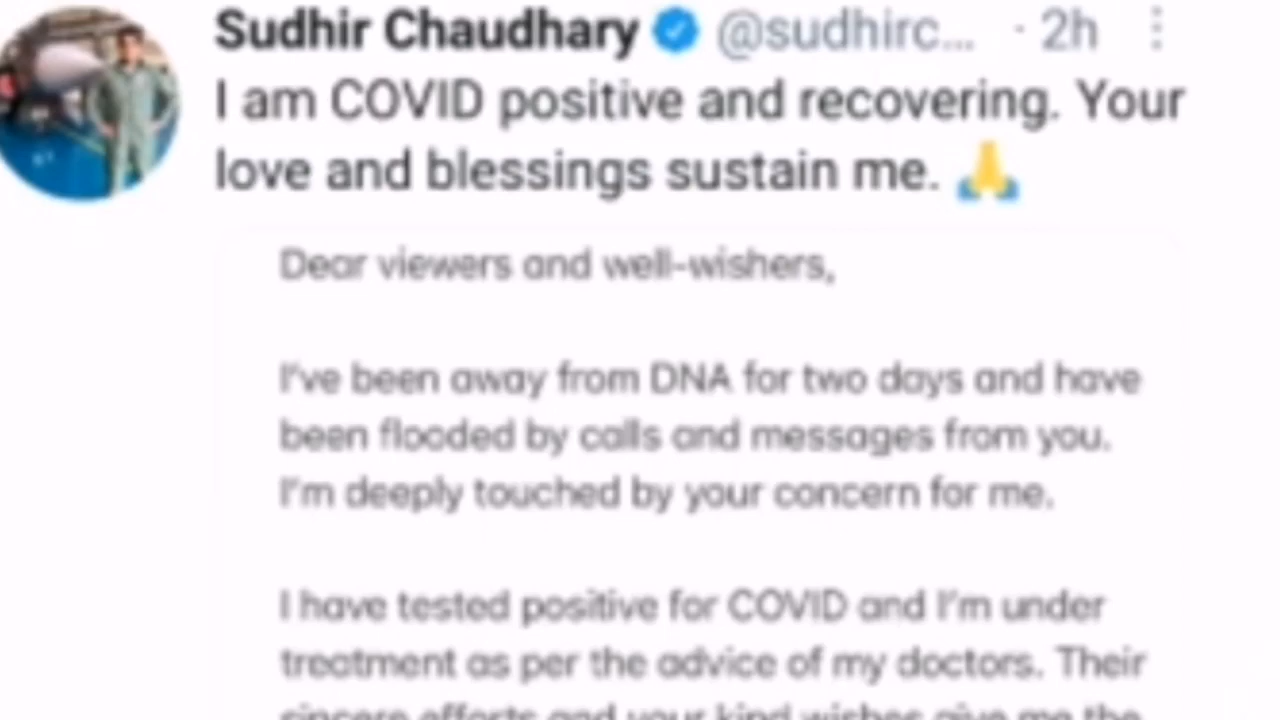 Sudhir Chaudhary @sudhirc... · 2h
I am COVID positive and recovering. Your
love and blessings sustain me. 🙏
Dear viewers and well-wishers,
I've been away from DNA for two days and have
been flooded by calls and messages from you.
I'm deeply touched by your concern for me.
I have tested positive for COVID and I'm under
treatment as per the advice of my doctors. Their
sincere efforts and your kind wishes give me the